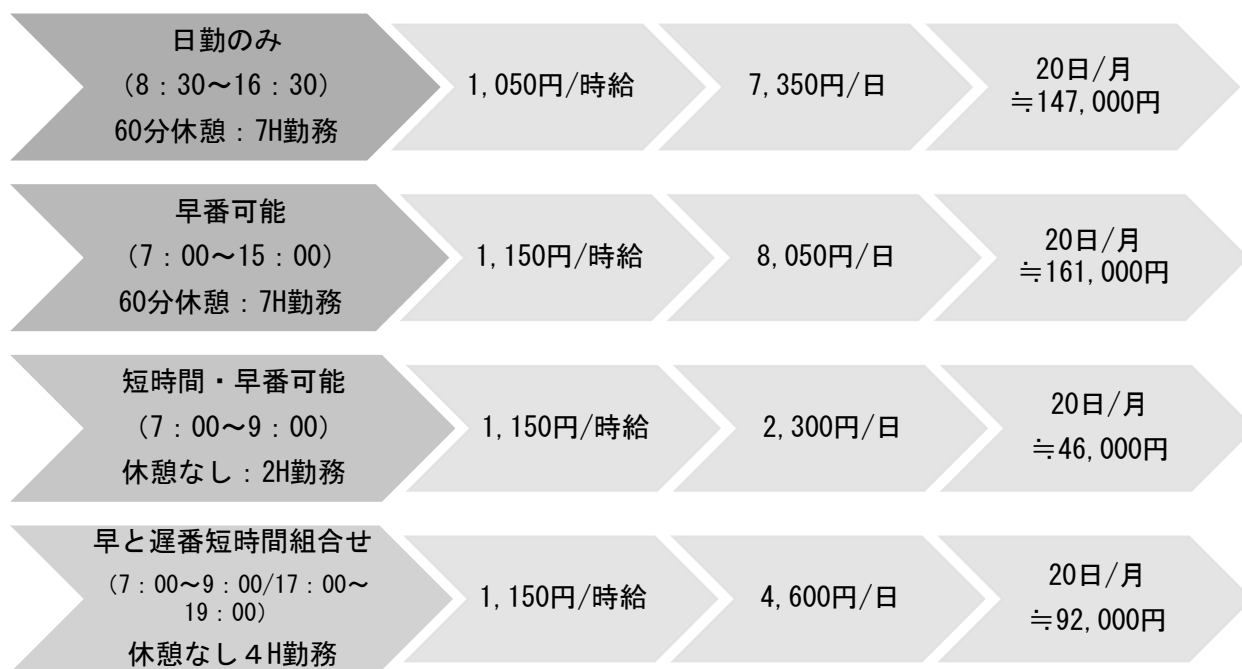 日勤のみ
（8：30～16：30）
60分休憩：7H勤務
1,050円/時給
7,350円/日
20日/月
≒147,000円
早番可能
（7：00～15：00）
60分休憩：7H勤務
1,150円/時給
8,050円/日
20日/月
≒161,000円
短時間・早番可能
（7：00～9：00）
休憩なし：2H勤務
1,150円/時給
2,300円/日
20日/月
≒46,000円
早と遅番短時間組合せ
（7：00～9：00/17：00～
19：00）
休憩なし４H勤務
1,150円/時給
4,600円/日
20日/月
≒92,000円